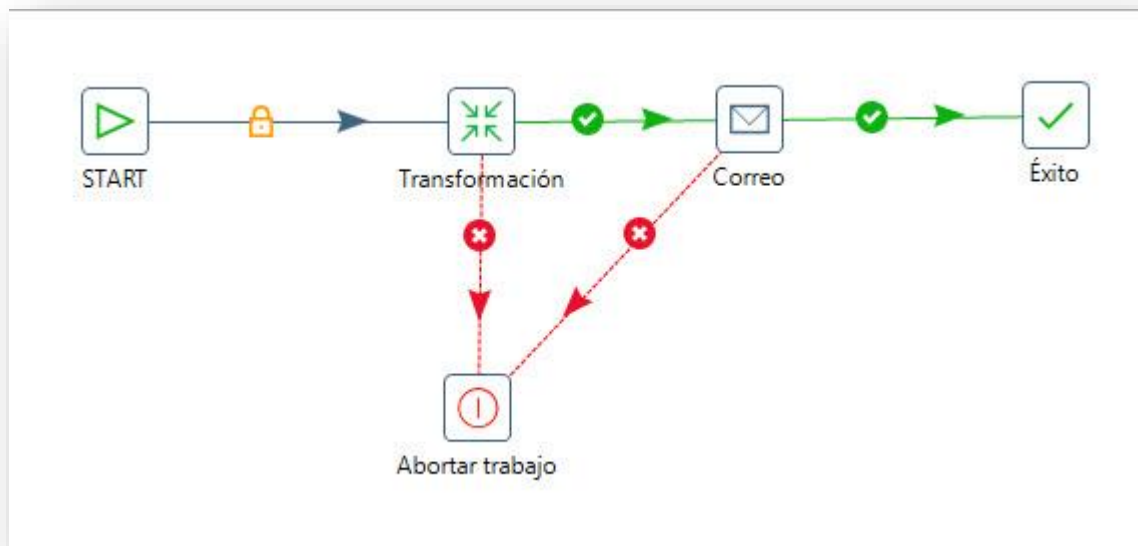 START
Transformación
Correo
Éxito
Abortar trabajo